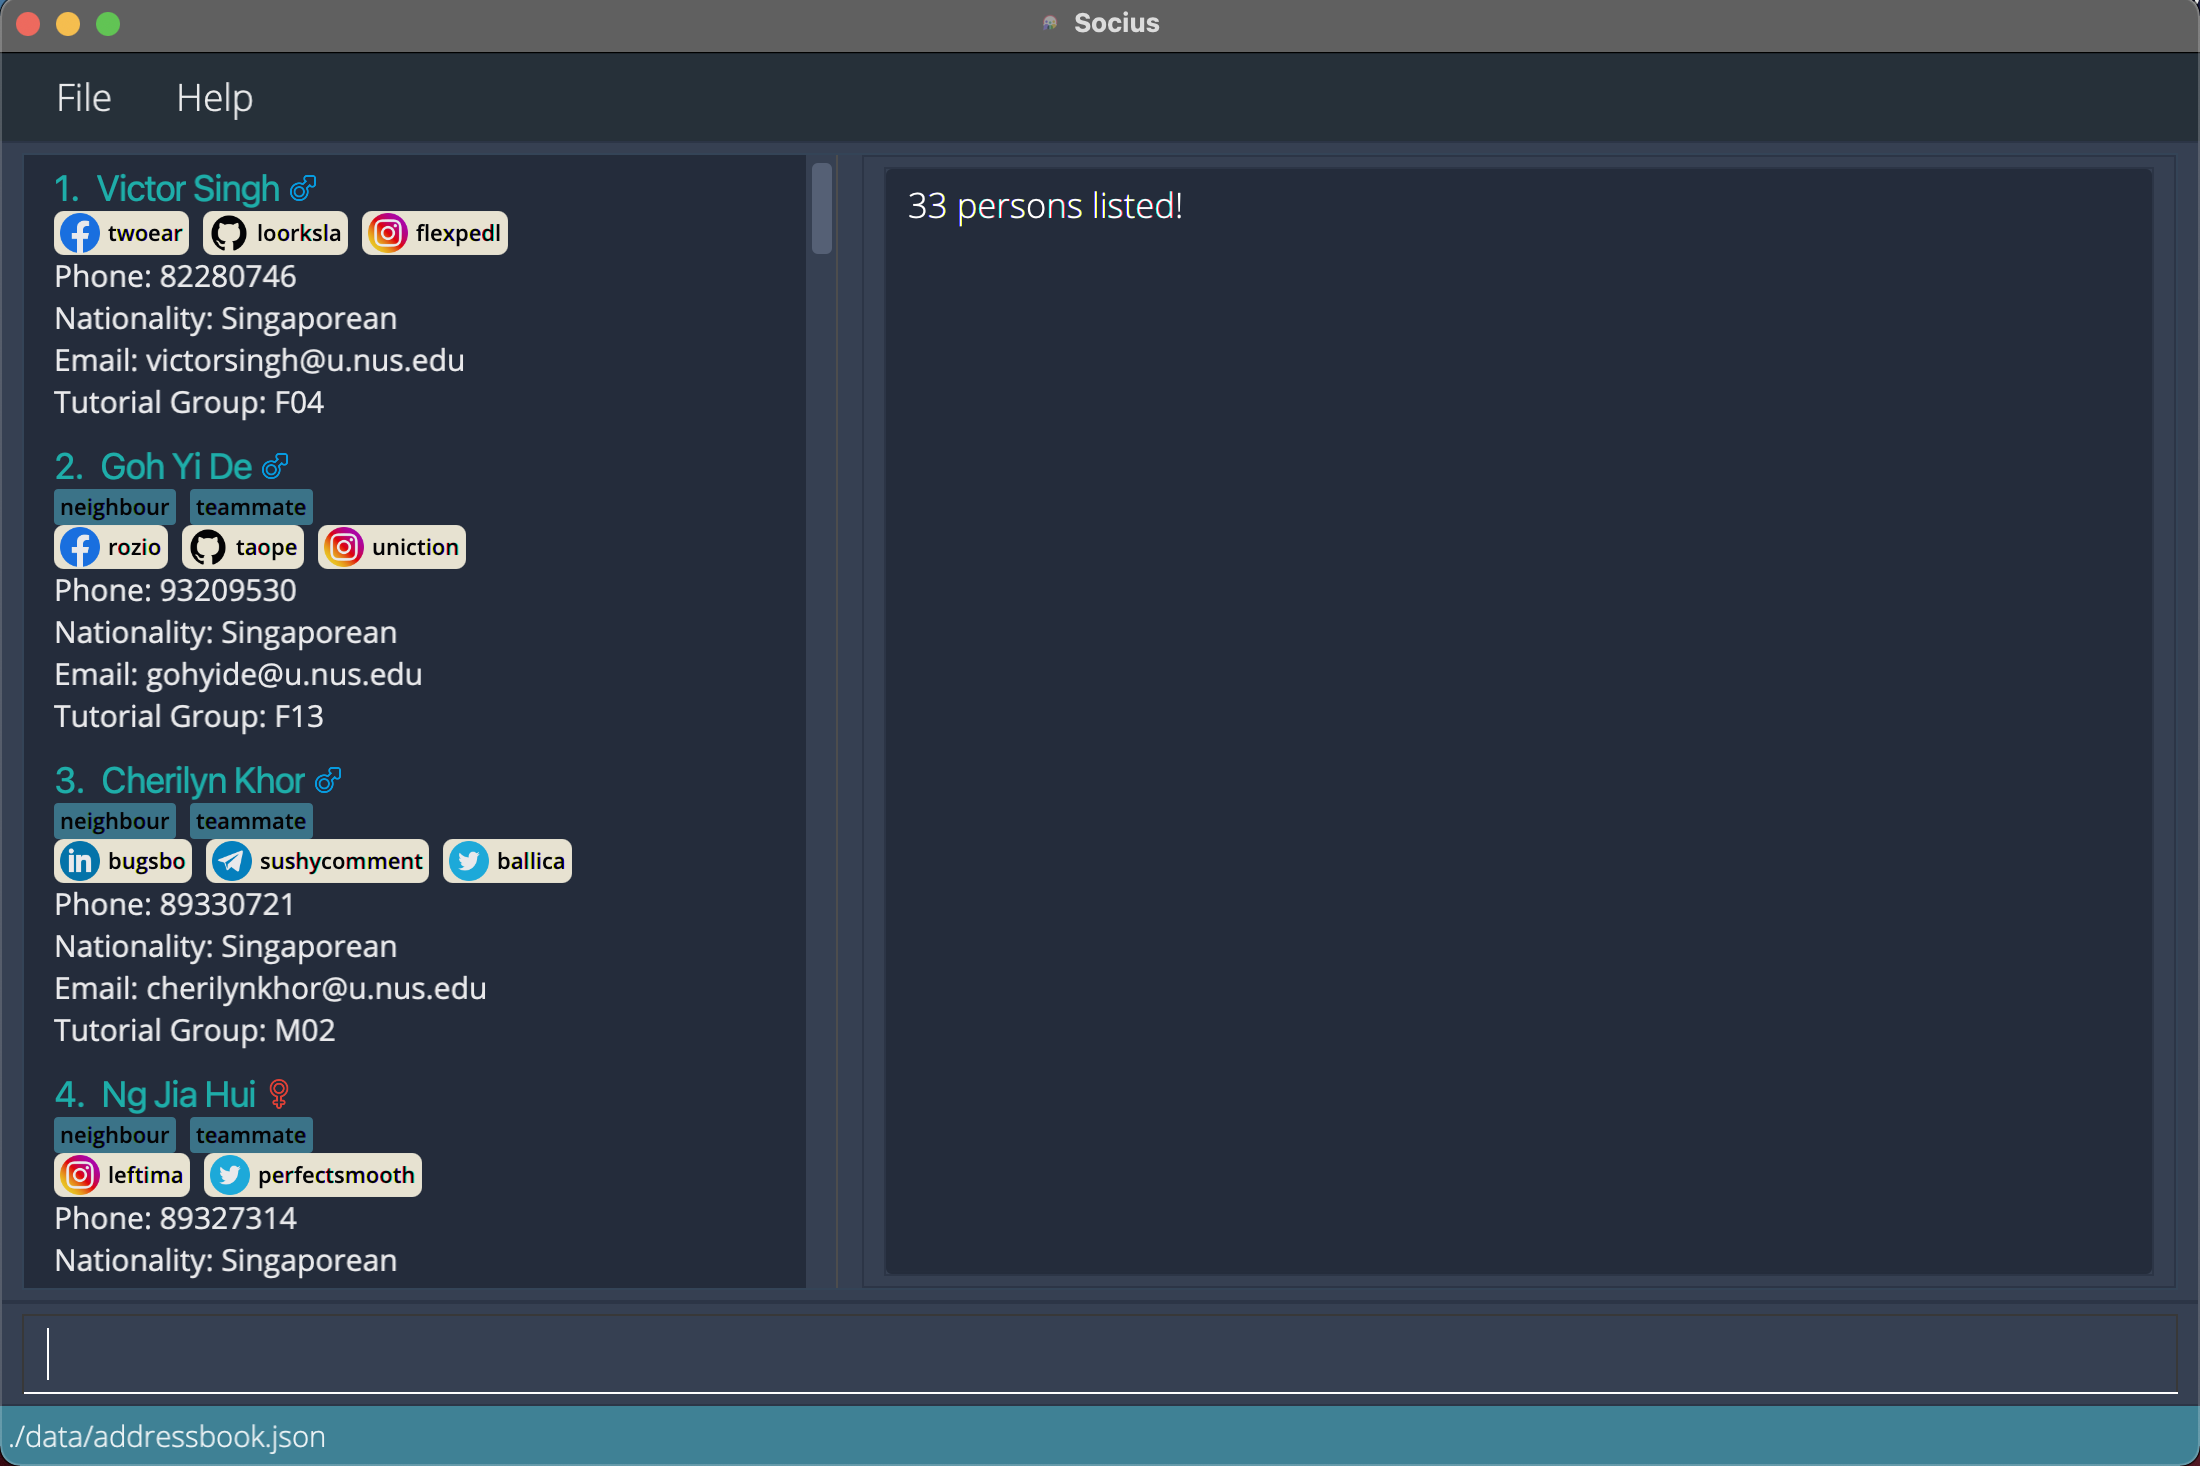 Socius
File Help
1. Victor Singh
twoear loorksla flexpedl
Phone: 82280746
Nationality: Singaporean
Email: victorsingh@u.nus.edu
Tutorial Group: F04
2. Goh Yi De
neighbour teammate
rozio taope uniction
Phone: 93209530
Nationality: Singaporean
Email: gohyide@u.nus.edu
Tutorial Group: F13
3. Cherilyn Khor
neighbour teammate
bugsbo sushycomment ballica
Phone: 89330721
Nationality: Singaporean
Email: cherilynkhor@u.nus.edu
Tutorial Group: M02
4. Ng Jia Hui
neighbour teammate
leftima perfectsmooth
Phone: 89327314
Nationality: Singaporean
33 persons listed!
./data/addressbook.json